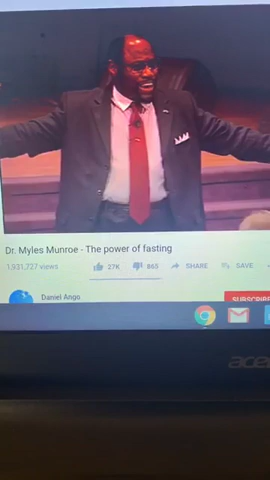 Dr. Myles Munroe - The power of fasting
1,931,727 views
27K
865
SHARE
SAVE
Daniel Ango
SUBSCRIBE
acer